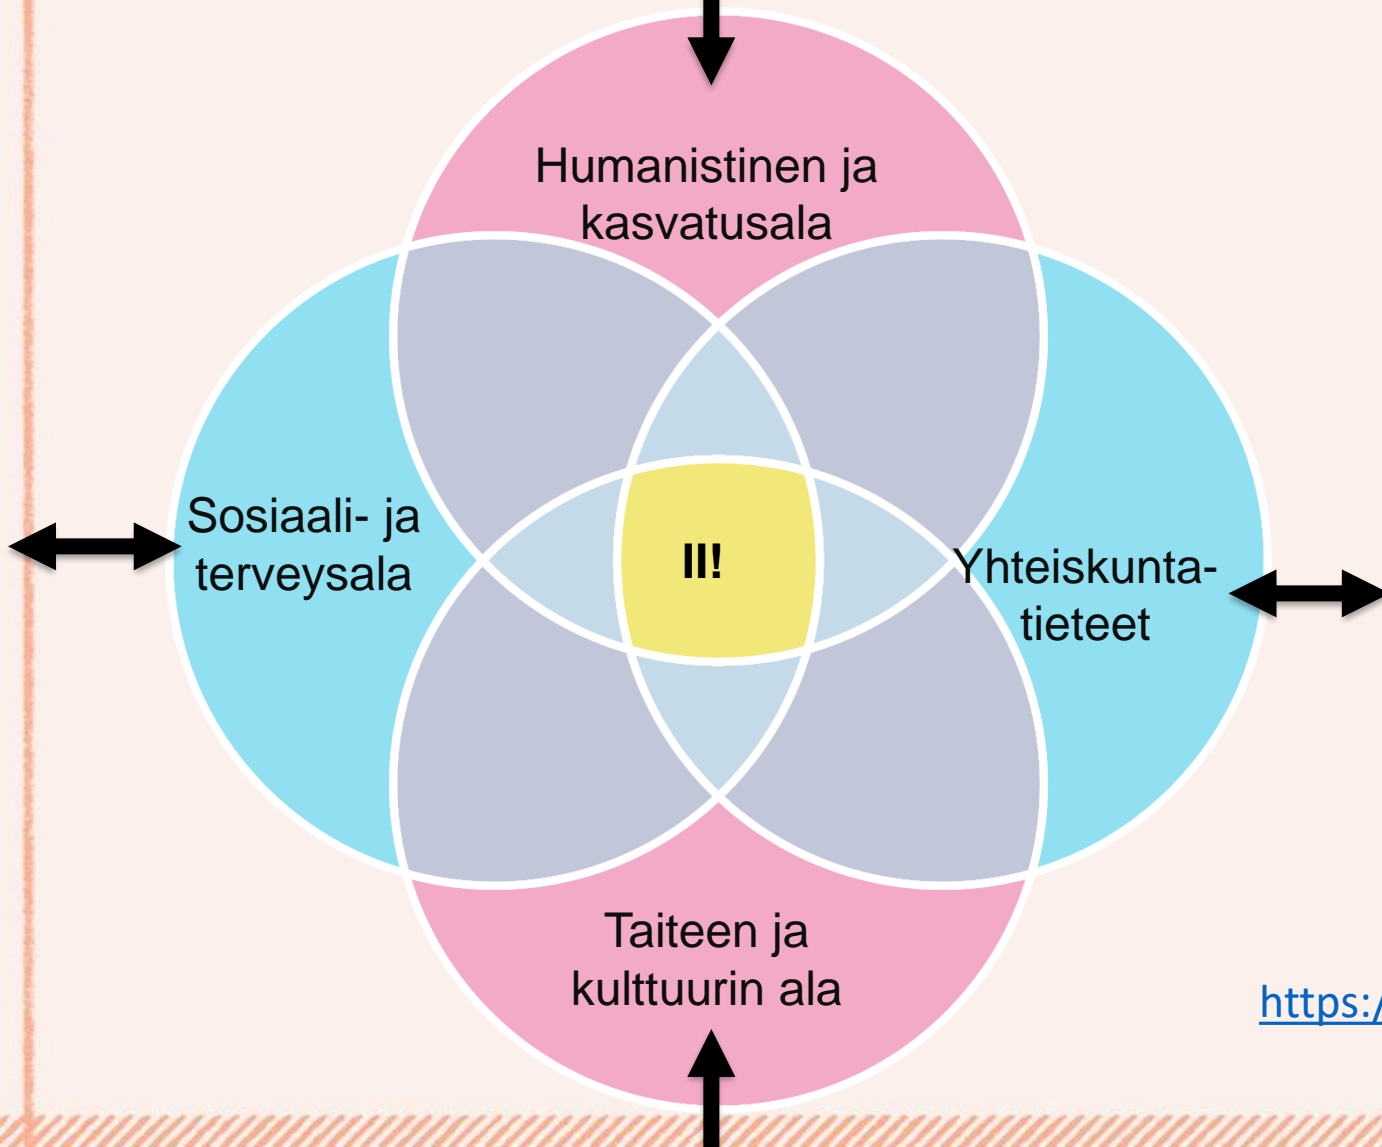 Humanistinen ja
kasvatusala
Sosiaali- ja
terveysala
II!
Yhteiskunta-
tieteet
Taiteen ja
kulttuurin ala
https:/